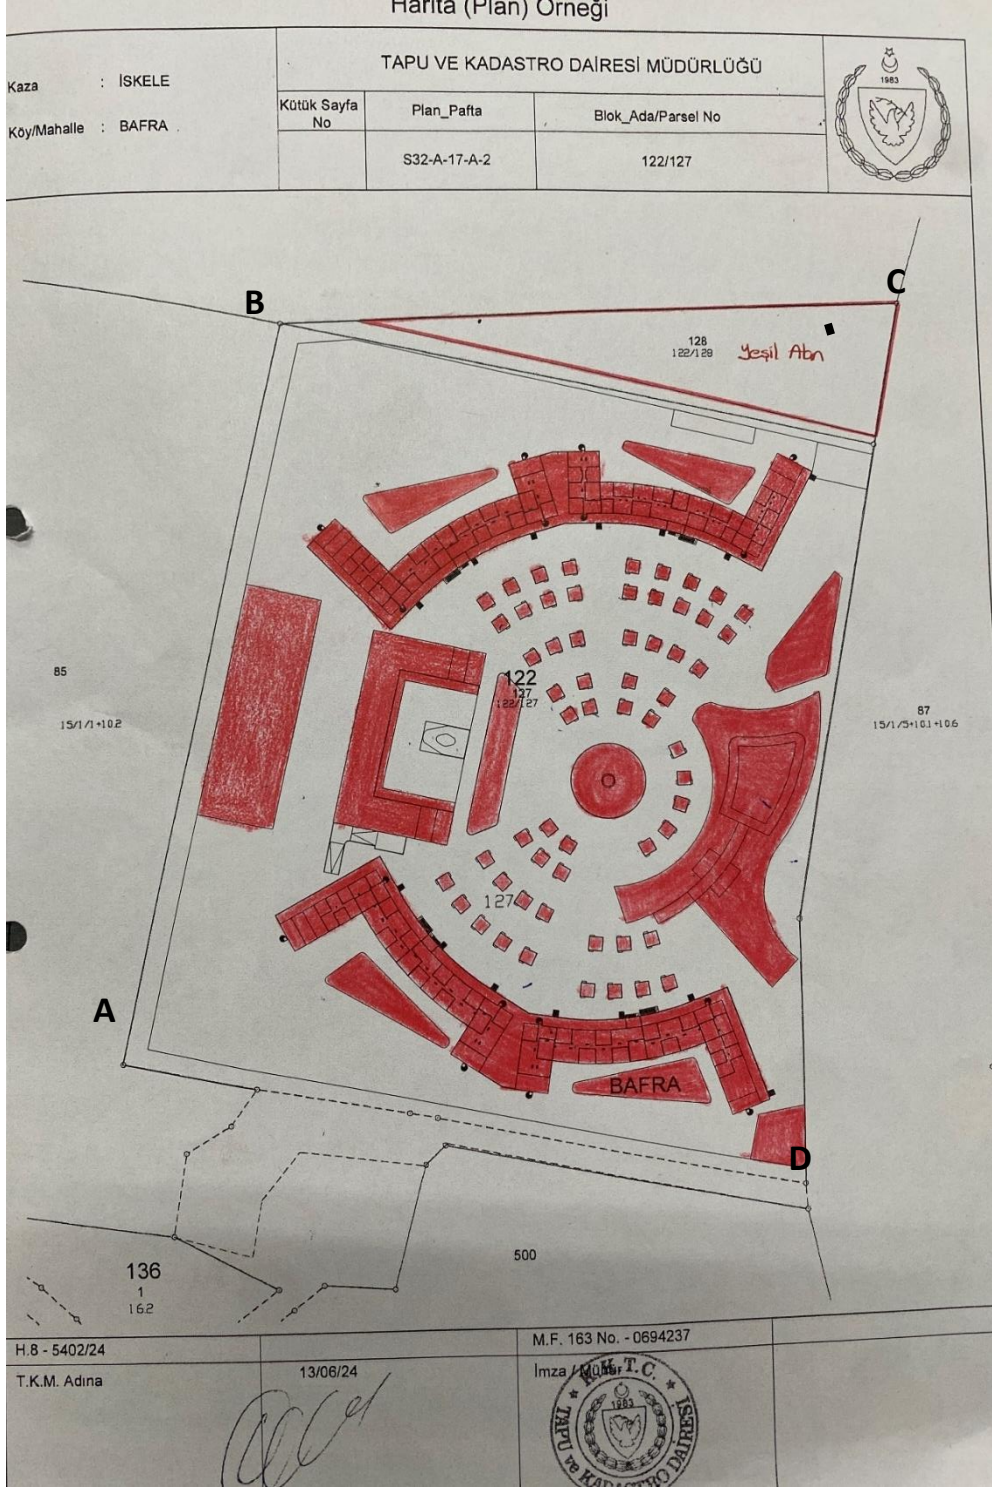 Harita (Plan) Örneği
Kaza : İSKELE
Köy/Mahalle : BAFRA
TAPU VE KADASTRO DAİRESİ MÜDÜRLÜĞÜ
Kütük Sayfa No
Plan_Pafta
Blok_Ada/Parsel No
S32-A-17-A-2
122/127
1983
B
C
128
122/128
Yeşil Alan
85
15/1/1+10.2
122
127
122/127
87
15/1/5+10.1+10.6
127
A
BAFRA
D
500
136
1
16.2
H.8 - 5402/24
M.F. 163 No. - 0694237
T.K.M. Adına
13/06/24
İmza / Mühür
K.K.T.C.
1983
TAPU ve KADASTRO DAİRESİ